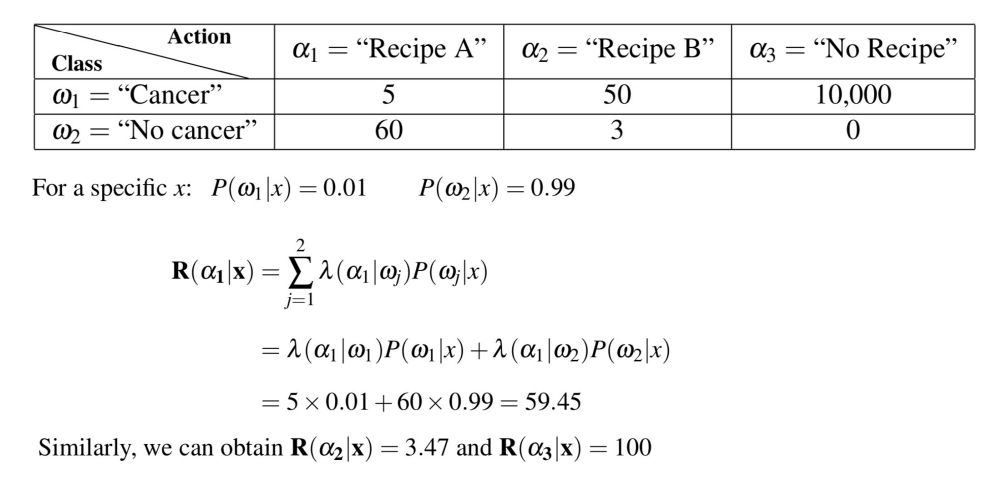 Action
Class
α₁ = “Recipe A” α₂ = “Recipe B” α₃ = “No Recipe”
ω₁ = “Cancer” 5 50 10,000
ω₂ = “No cancer” 60 3 0
For a specific x: P(ω₁|x) = 0.01 P(ω₂|x) = 0.99
R(α₁|x) = ∑_{j=1}^{2} λ(α₁|ωⱼ)P(ωⱼ|x)
= λ(α₁|ω₁)P(ω₁|x) + λ(α₁|ω₂)P(ω₂|x)
= 5 × 0.01 + 60 × 0.99 = 59.45
Similarly, we can obtain R(α₂|x) = 3.47 and R(α₃|x) = 100